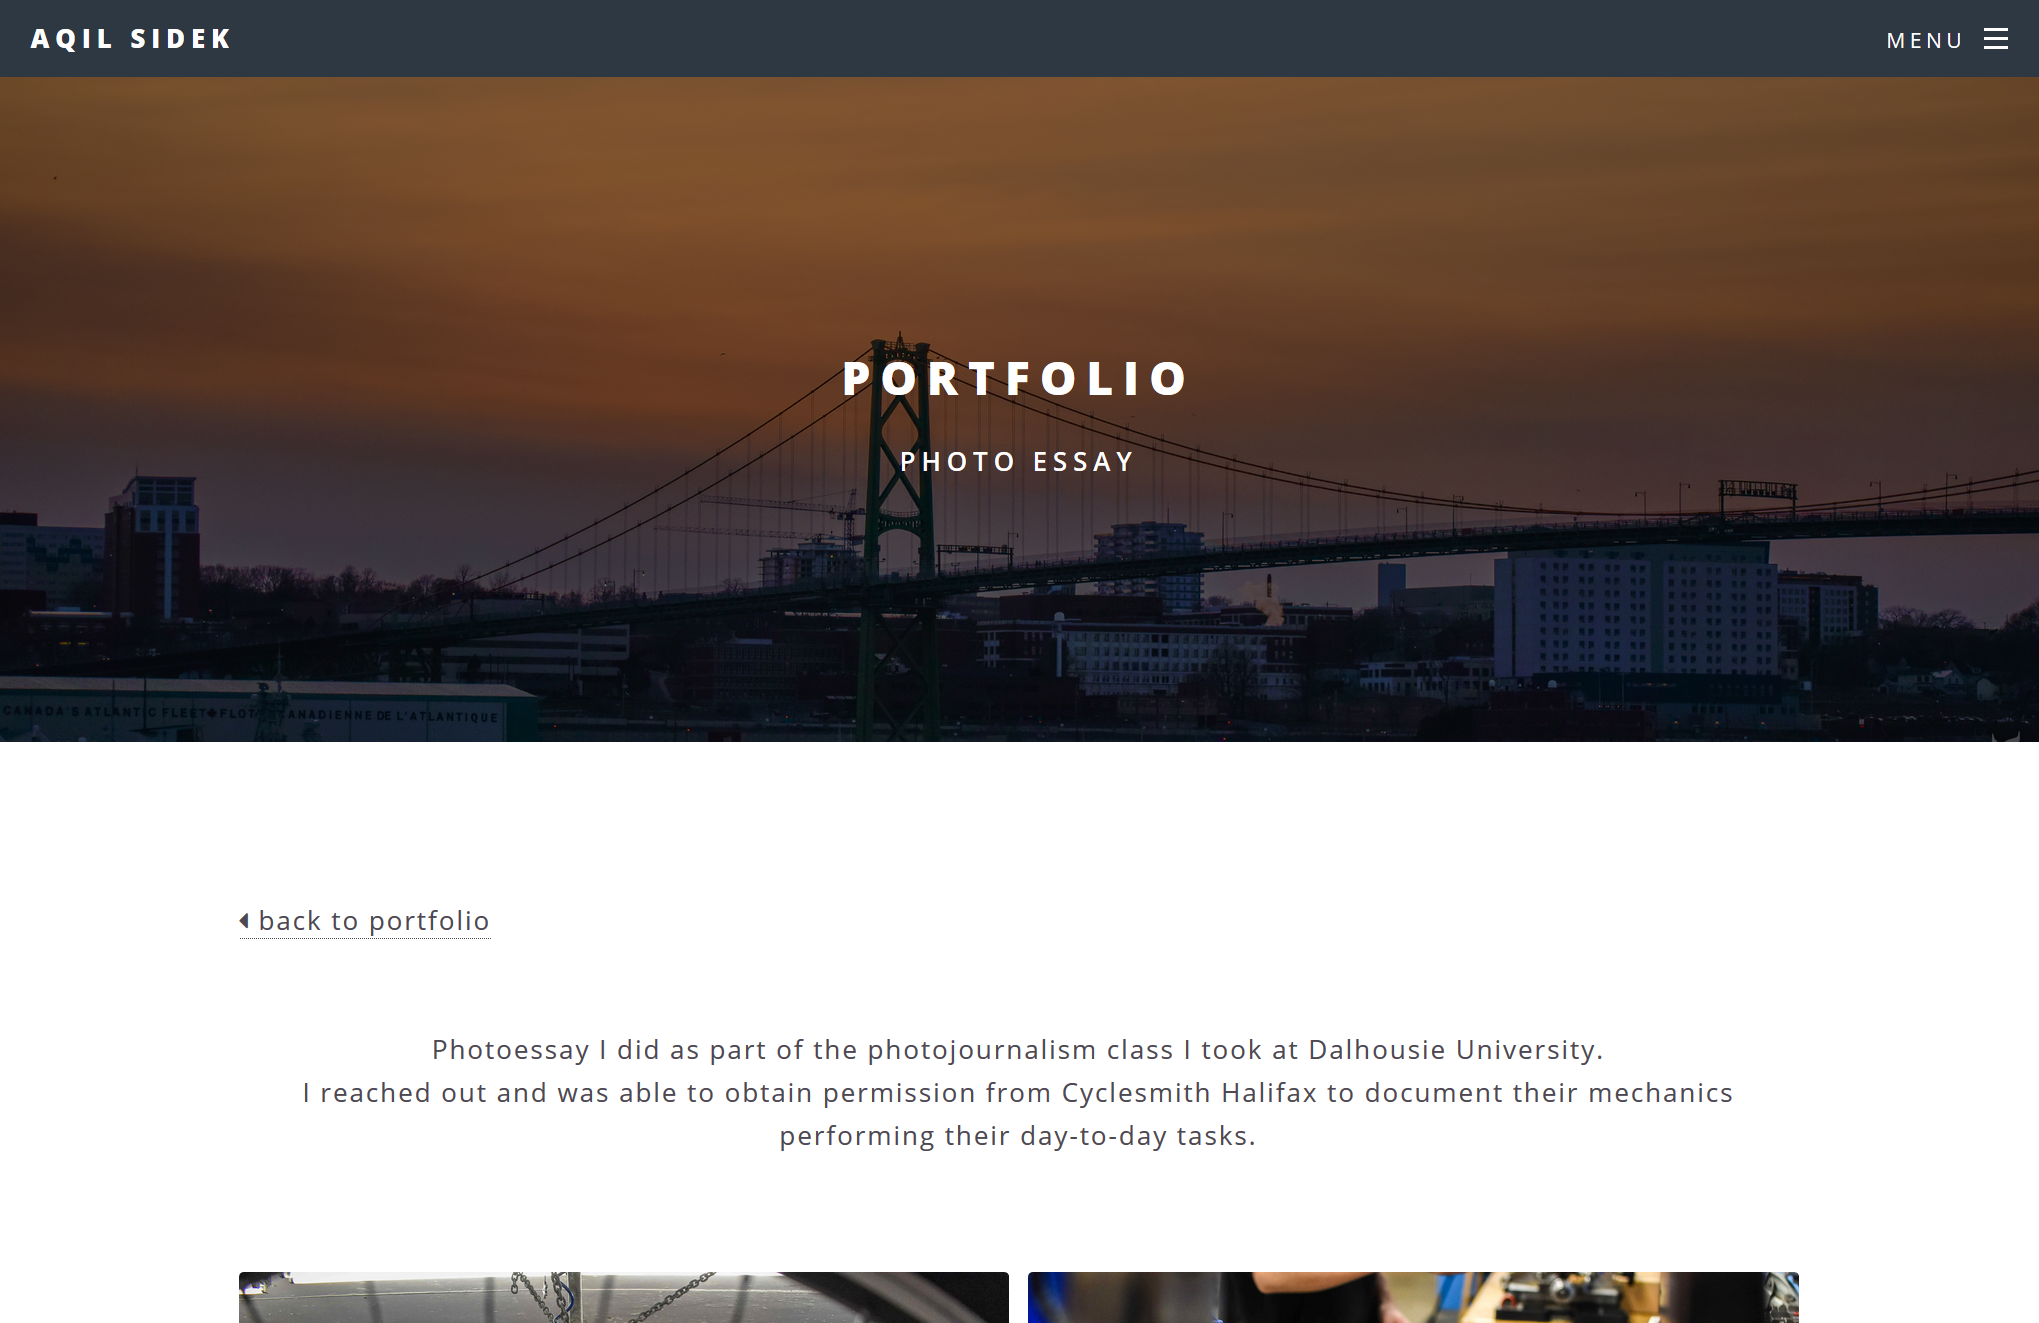 AQIL SIDEK
MENU
PORTFOLIO
PHOTO ESSAY
CANADA'S ATLANTIC FLEET FLOT CANADIENNE DE L'ATLANTIQUE
back to portfolio
Photoessay I did as part of the photojournalism class I took at Dalhousie University.
I reached out and was able to obtain permission from Cyclesmith Halifax to document their mechanics
performing their day-to-day tasks.